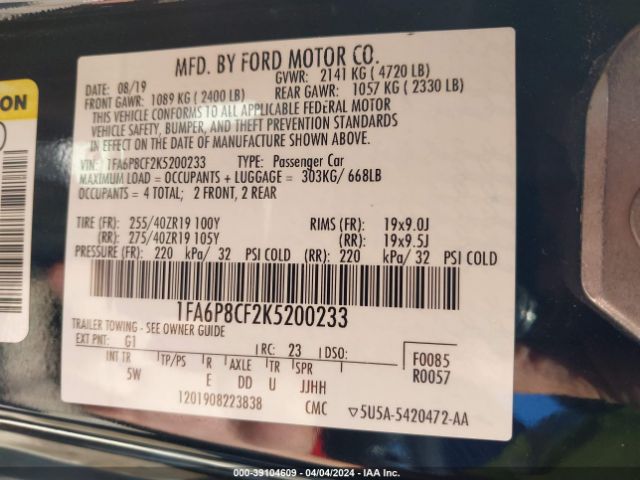 ON
MFD. BY FORD MOTOR CO.
DATE: 08/19 GVWR: 2141 KG ( 4720 LB)
FRONT GAWR: 1089 KG ( 2400 LB) REAR GAWR: 1057 KG ( 2330 LB)
THIS VEHICLE CONFORMS TO ALL APPLICABLE FEDERAL MOTOR
VEHICLE SAFETY, BUMPER, AND THEFT PREVENTION STANDARDS
IN EFFECT ON THE DATE OF MANUFACTURE SHOWN ABOVE.
VIN: 1FA6P8CF2K5200233 TYPE: Passenger Car
MAXIMUM LOAD = OCCUPANTS + LUGGAGE = 303KG/ 668LB
OCCUPANTS = 4 TOTAL; 2 FRONT, 2 REAR
TIRE (FR): 255/40ZR19 100Y RIMS (FR): 19x9.0J
(RR): 275/40ZR19 105Y (RR): 19x9.5J
PRESSURE (FR): 220 kPa/ 32 PSI COLD (RR): 220 kPa/ 32 PSI COLD
1FA6P8CF2K5200233
TRAILER TOWING - SEE OWNER GUIDE
EXT PNT: G1 RC: 23 DSO: F0085
INT TR TP/PS R AXLE TR SPR R0057
5W E DD U JJHH
1201908223838 CMC ▽5U5A-5420472-AA
000-39104609 - 04/04/2024 - IAA Inc.